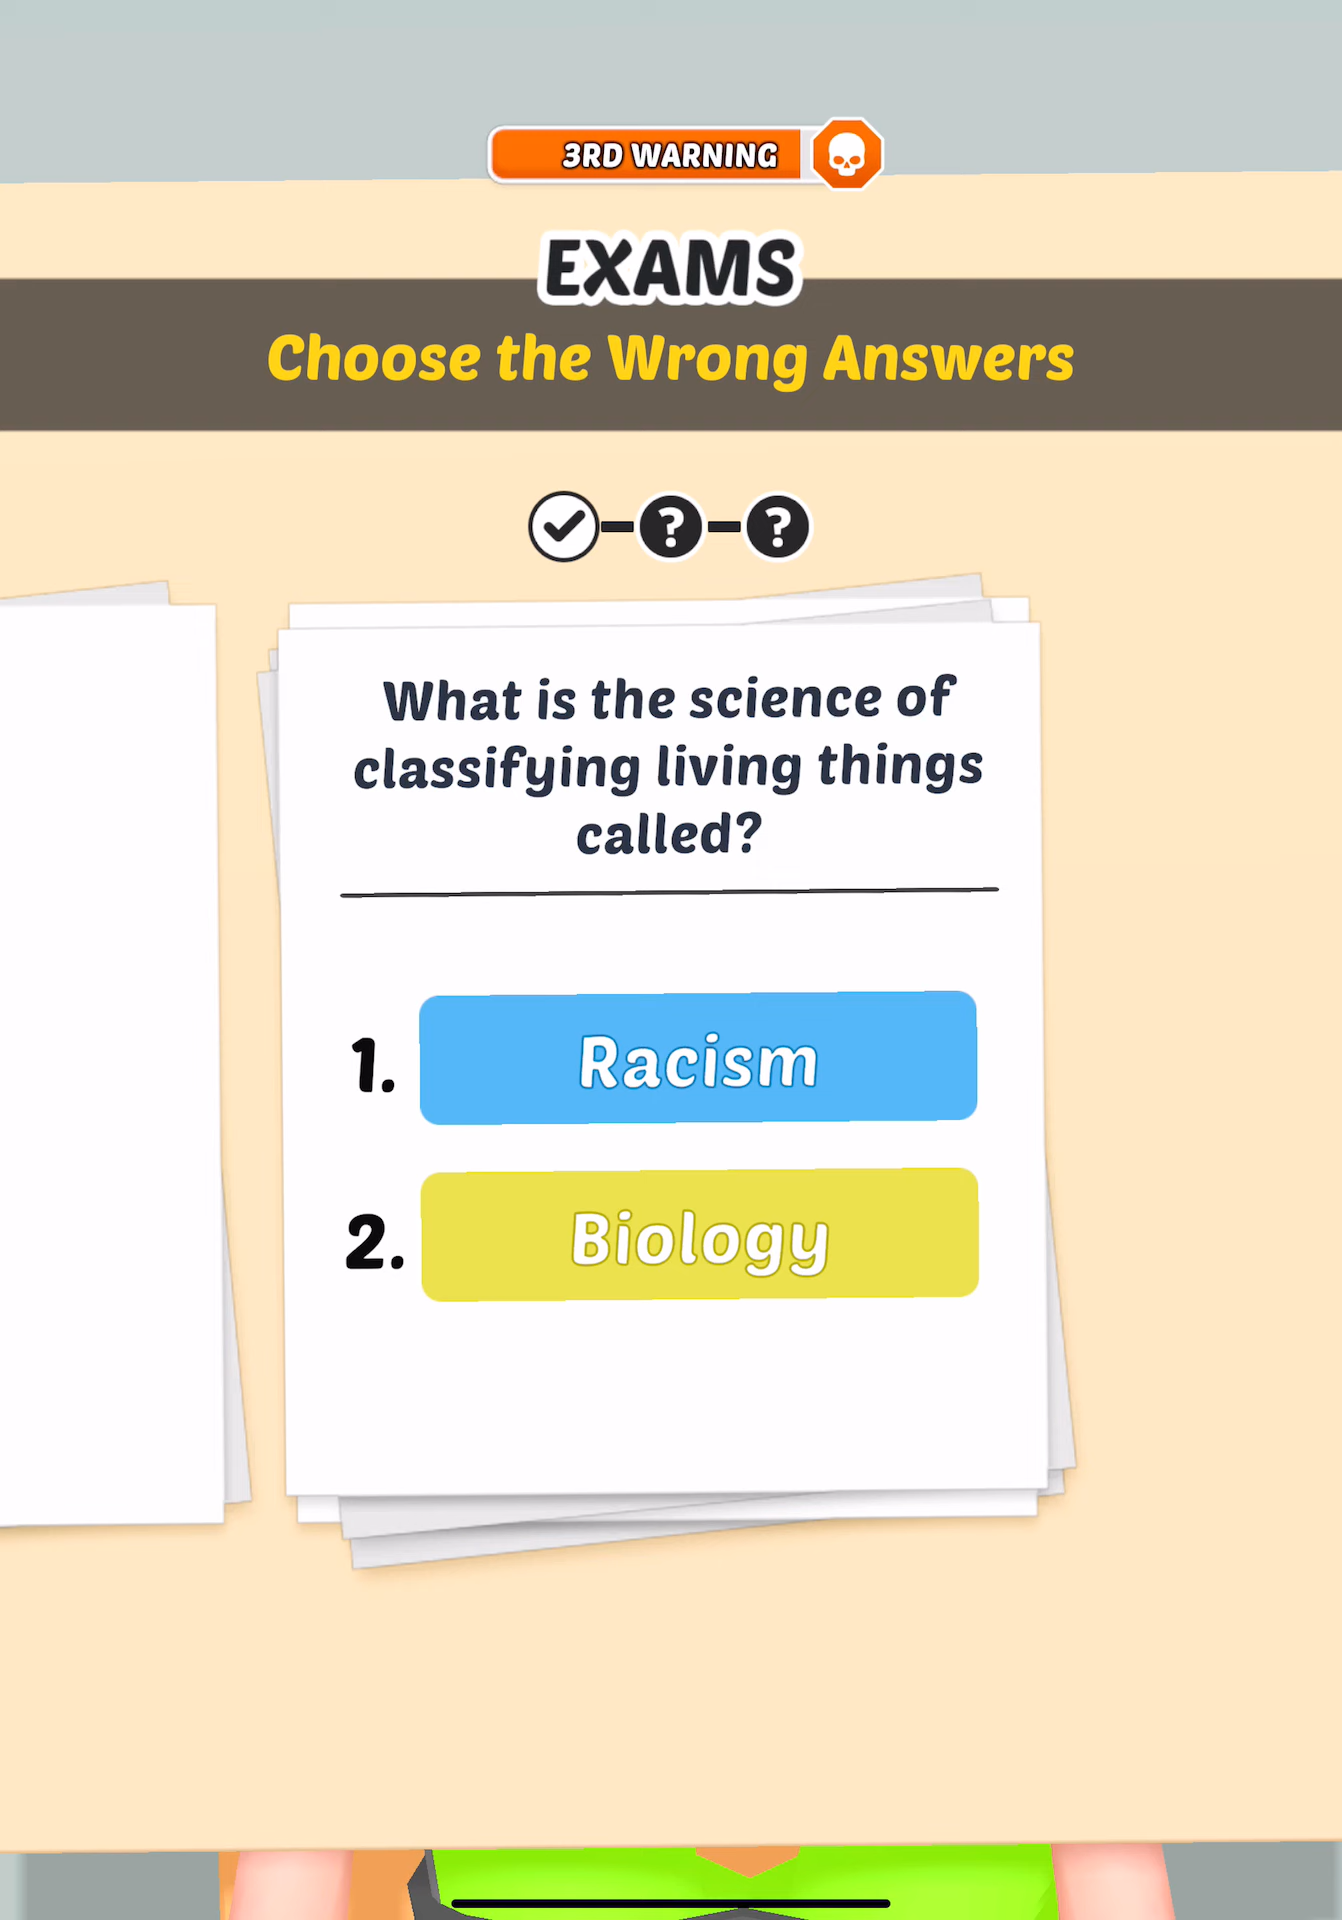 3RD WARNING
EXAMS
Choose the Wrong Answers
? ?
What is the science of
classifying living things
called?
1. Racism
2. Biology